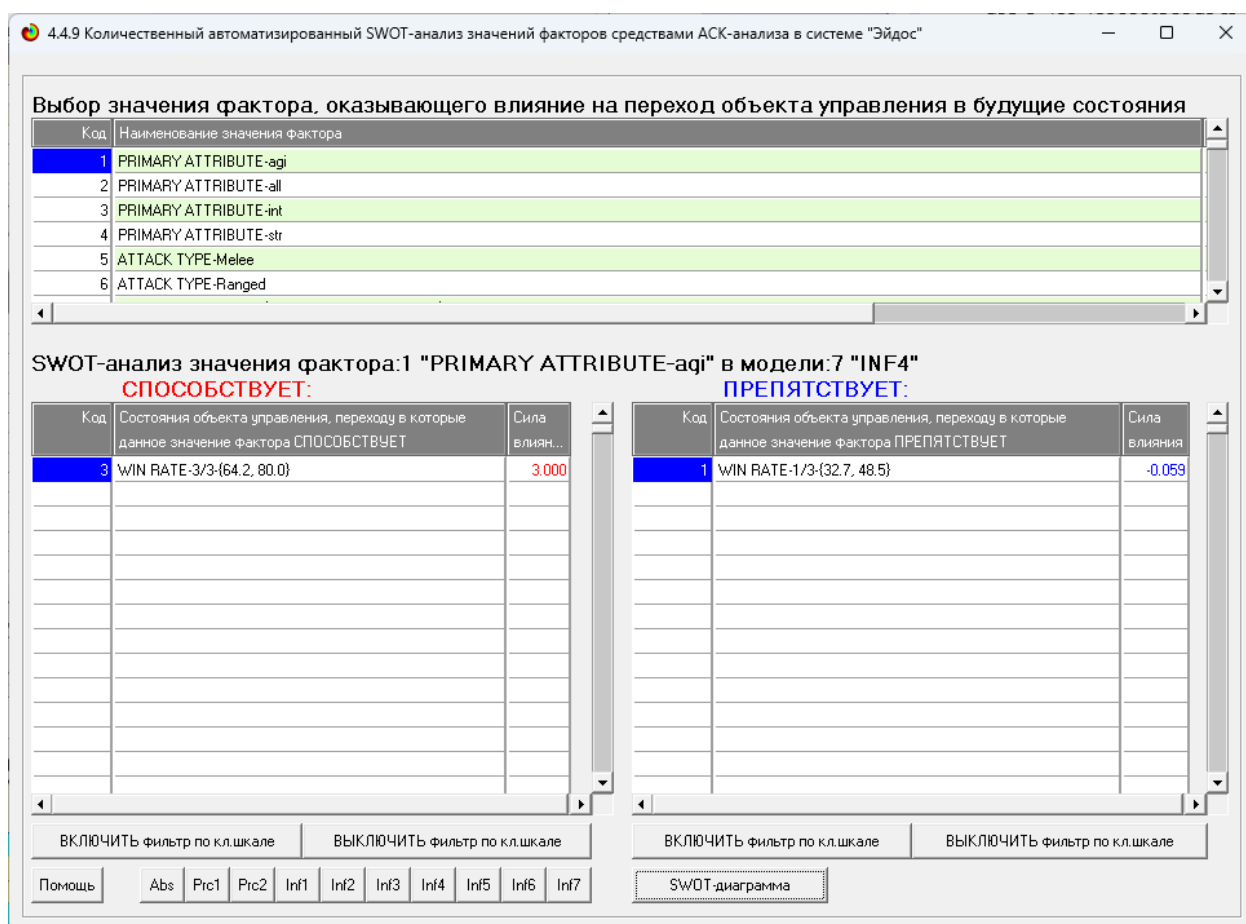 4.4.9 Количественный автоматизированный SWOT-анализ значений факторов средствами АСК-анализа в системе "Эйдос"
Выбор значения фактора, оказывающего влияние на переход объекта управления в будущие состояния
Код Наименование значения фактора
1 PRIMARY ATTRIBUTE-agi
2 PRIMARY ATTRIBUTE-all
3 PRIMARY ATTRIBUTE-int
4 PRIMARY ATTRIBUTE-str
5 ATTACK TYPE-Melee
6 ATTACK TYPE-Ranged
SWOT-анализ значения фактора:1 "PRIMARY ATTRIBUTE-agi" в модели:7 "INF4"
СПОСОБСТВУЕТ:
Код Состояния объекта управления, переходу в которые Сила
данное значение фактора СПОСОБСТВУЕТ влиян...
3 WIN RATE-3/3-{64.2, 80.0} 3.000
ВКЛЮЧИТЬ фильтр по кл.шкале ВЫКЛЮЧИТЬ фильтр по кл.шкале
ПРЕПЯТСТВУЕТ:
Код Состояния объекта управления, переходу в которые Сила
данное значение фактора ПРЕПЯТСТВУЕТ влияния
1 WIN RATE-1/3-{32.7, 48.5} -0.059
ВКЛЮЧИТЬ фильтр по кл.шкале ВЫКЛЮЧИТЬ фильтр по кл.шкале
Помощь Abs Prc1 Prc2 Inf1 Inf2 Inf3 Inf4 Inf5 Inf6 Inf7 SWOT-диаграмма